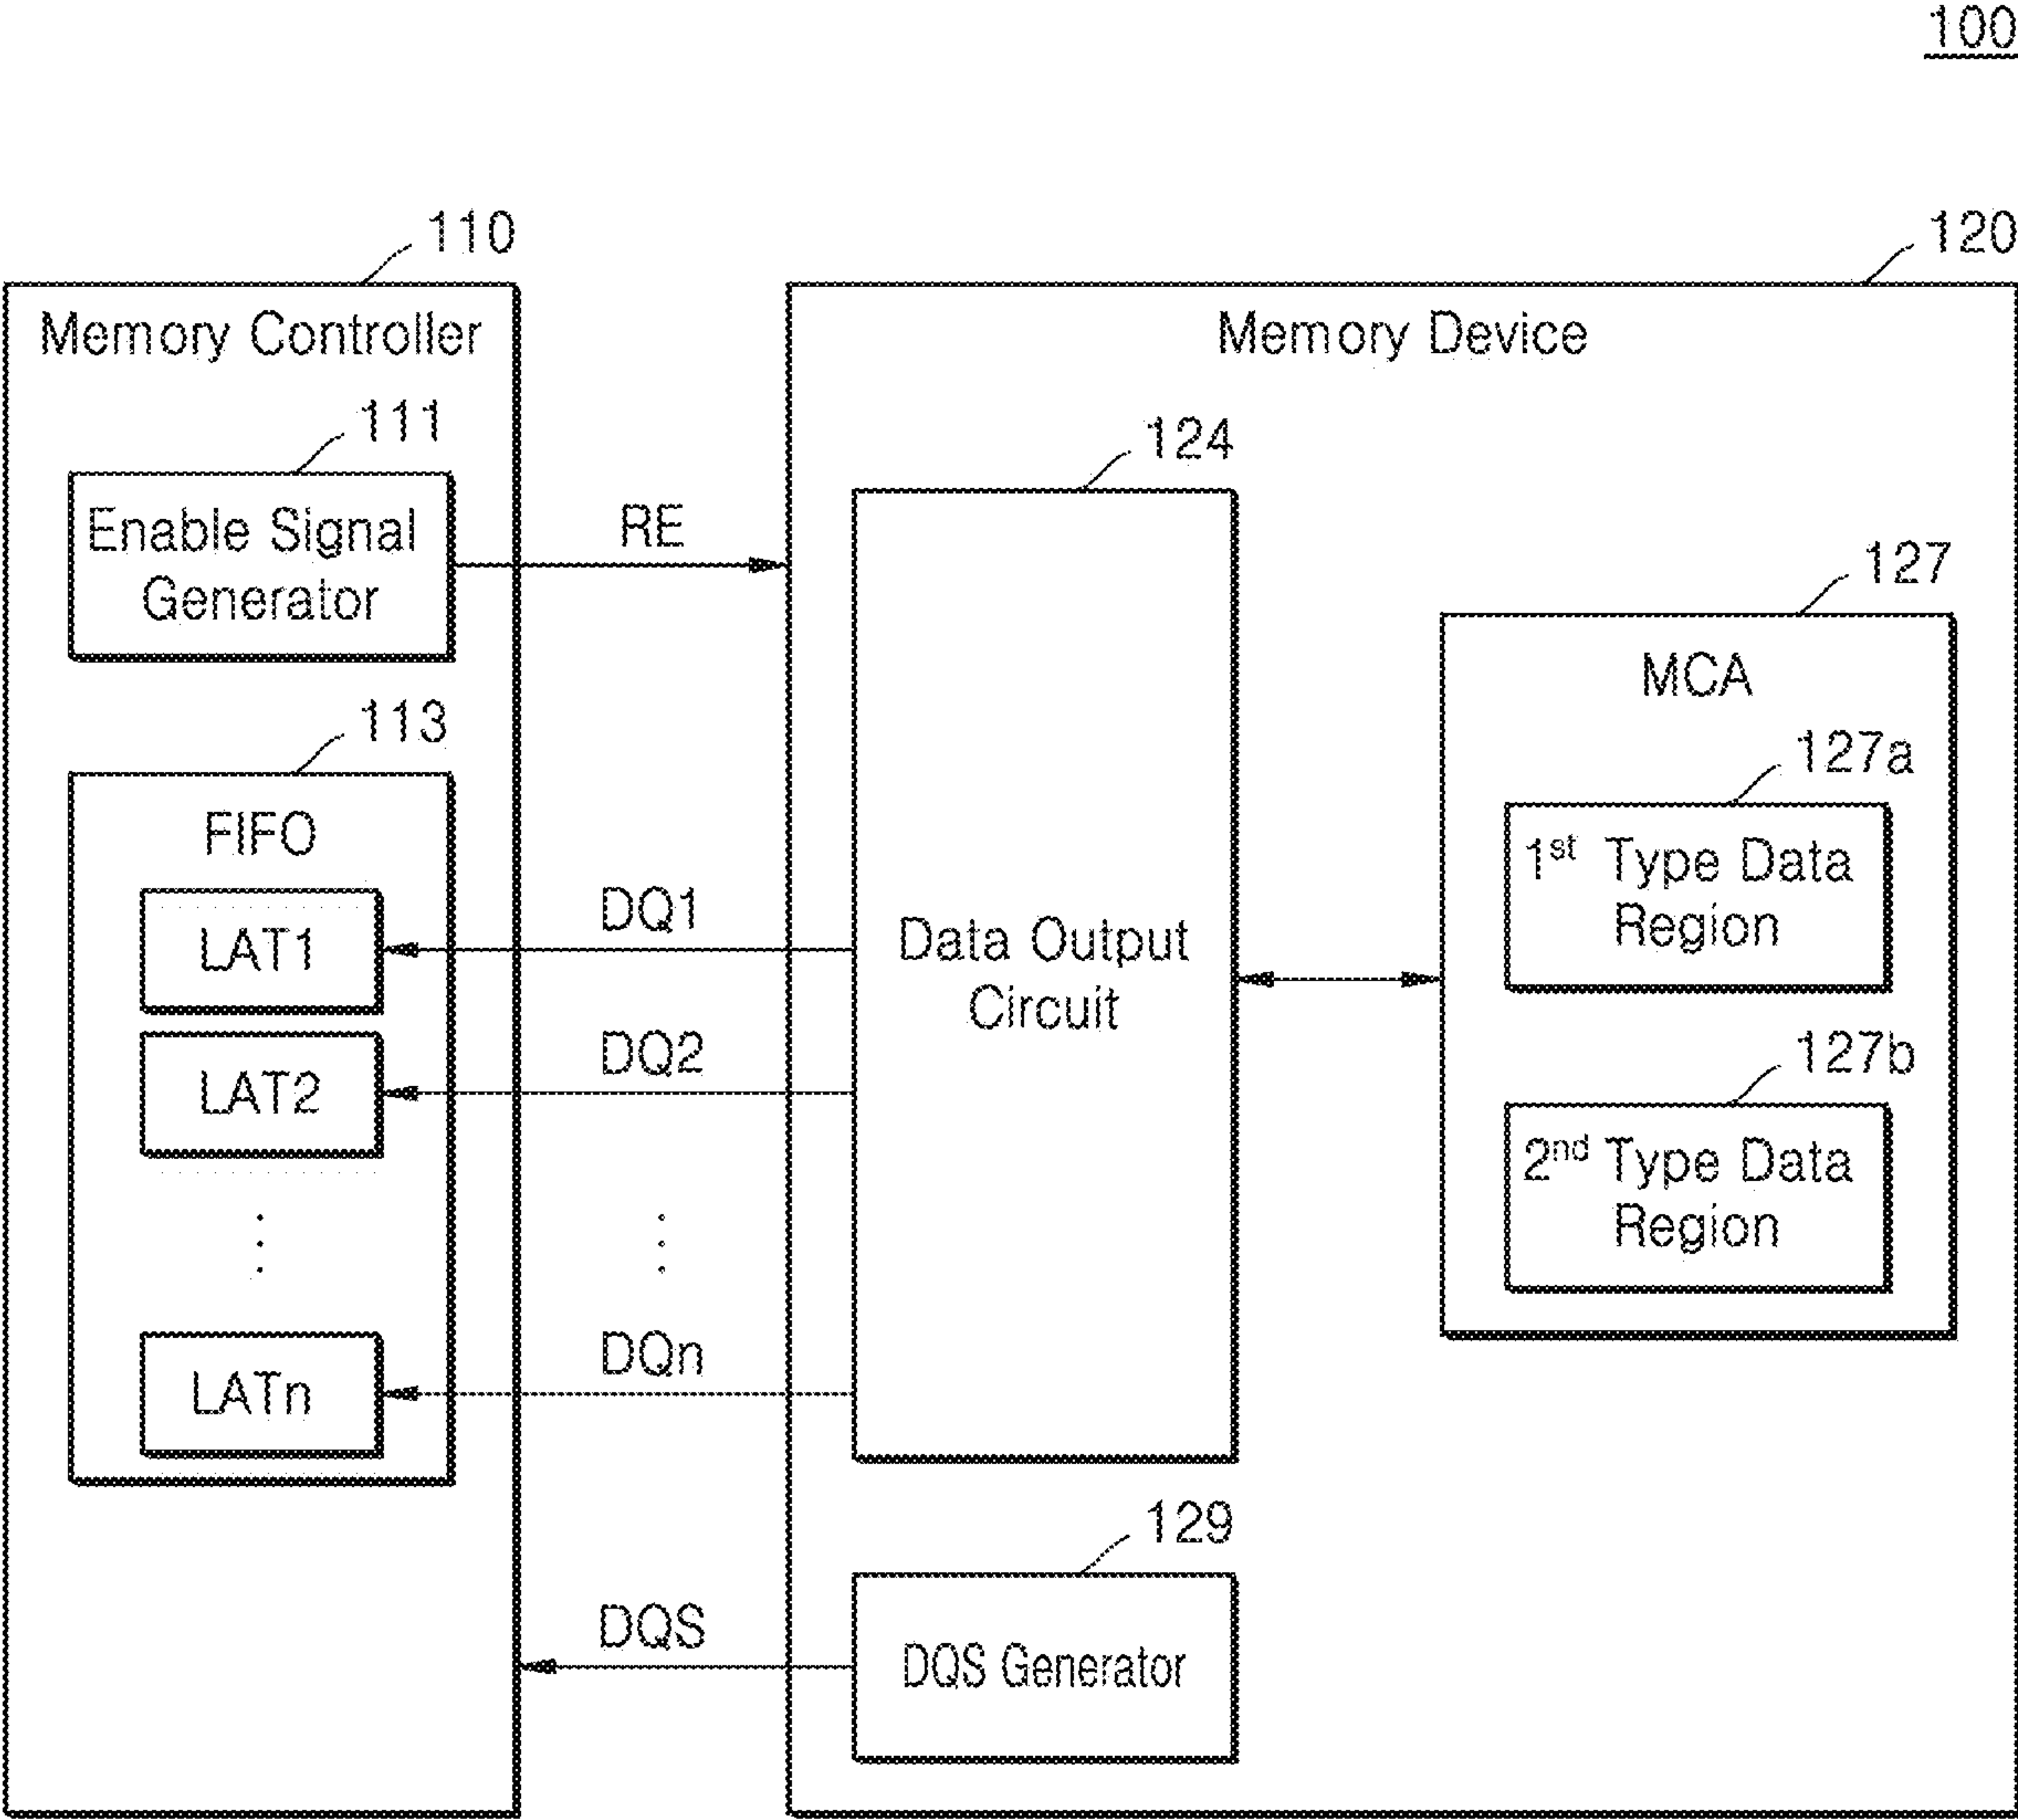 100
110
120
Memory Controller
Memory Device
111
Enable Signal
Generator
RE
124
Data Output
Circuit
127
MCA
127a
1st Type Data
Region
127b
2nd Type Data
Region
113
FIFO
LAT1
DQ1
LAT2
DQ2
LATn
DQn
129
DQS
DQS Generator